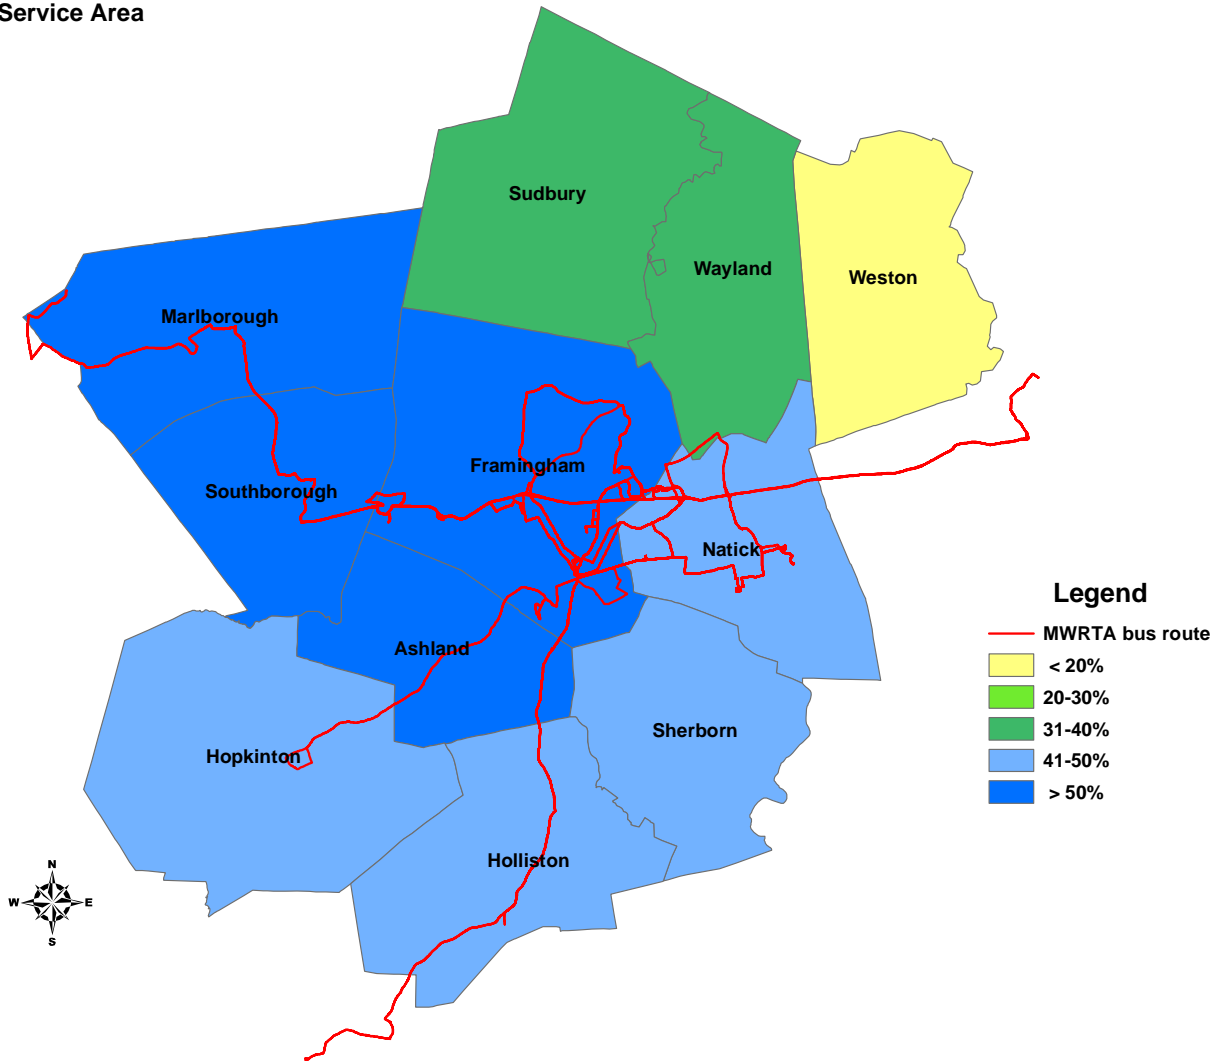 Service Area
Sudbury
Wayland
Weston
Marlborough
Framingham
Southborough
Natick
Ashland
Sherborn
Hopkinton
Holliston
Legend
MWRTA bus route
< 20%
20-30%
31-40%
41-50%
> 50%
N
W E
S